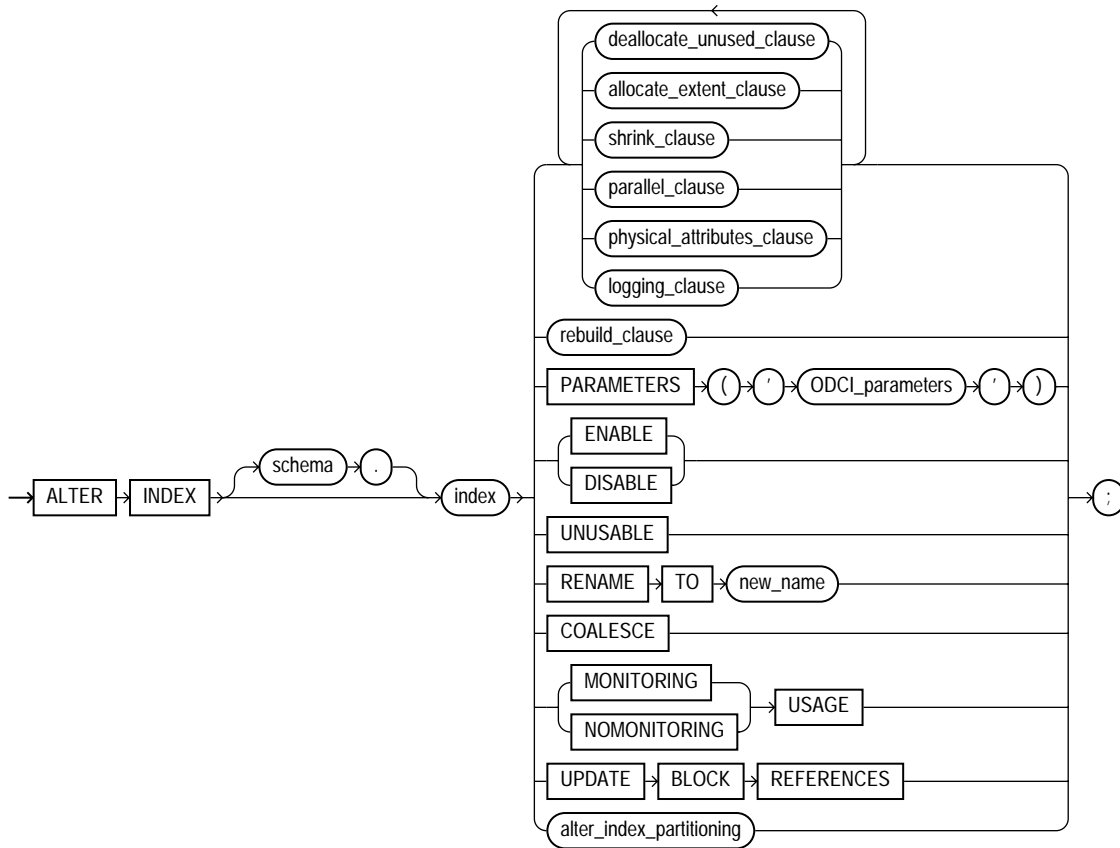 deallocate_unused_clause
allocate_extent_clause
shrink_clause
parallel_clause
physical_attributes_clause
logging_clause
rebuild_clause
PARAMETERS ( ' ODCI_parameters ' )
ENABLE
DISABLE
schema .
ALTER INDEX index ;
UNUSABLE
RENAME TO new_name
COALESCE
MONITORING
NOMONITORING
USAGE
UPDATE BLOCK REFERENCES
alter_index_partitioning